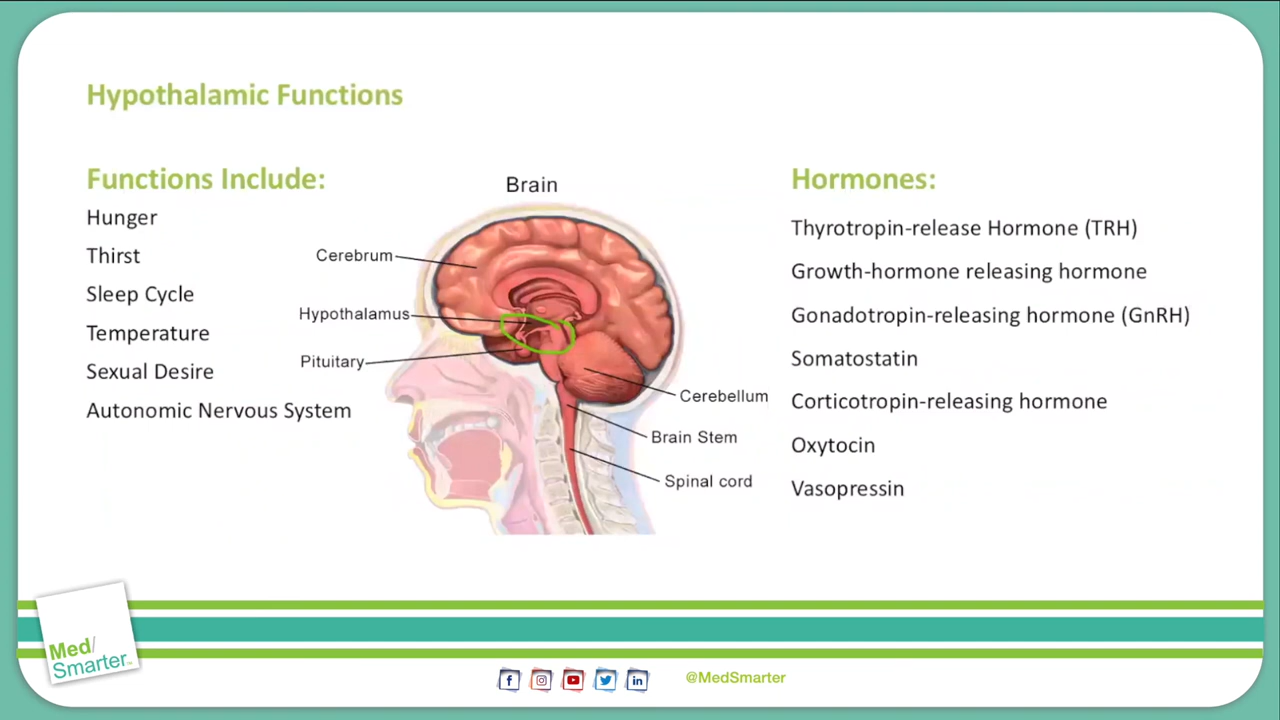 Hypothalamic Functions
Functions Include:
Hunger
Thirst
Sleep Cycle
Temperature
Sexual Desire
Autonomic Nervous System
Brain
Cerebrum
Hypothalamus
Pituitary
Cerebellum
Brain Stem
Spinal cord
Hormones:
Thyrotropin-release Hormone (TRH)
Growth-hormone releasing hormone
Gonadotropin-releasing hormone (GnRH)
Somatostatin
Corticotropin-releasing hormone
Oxytocin
Vasopressin
Med/
Smarter™
@MedSmarter